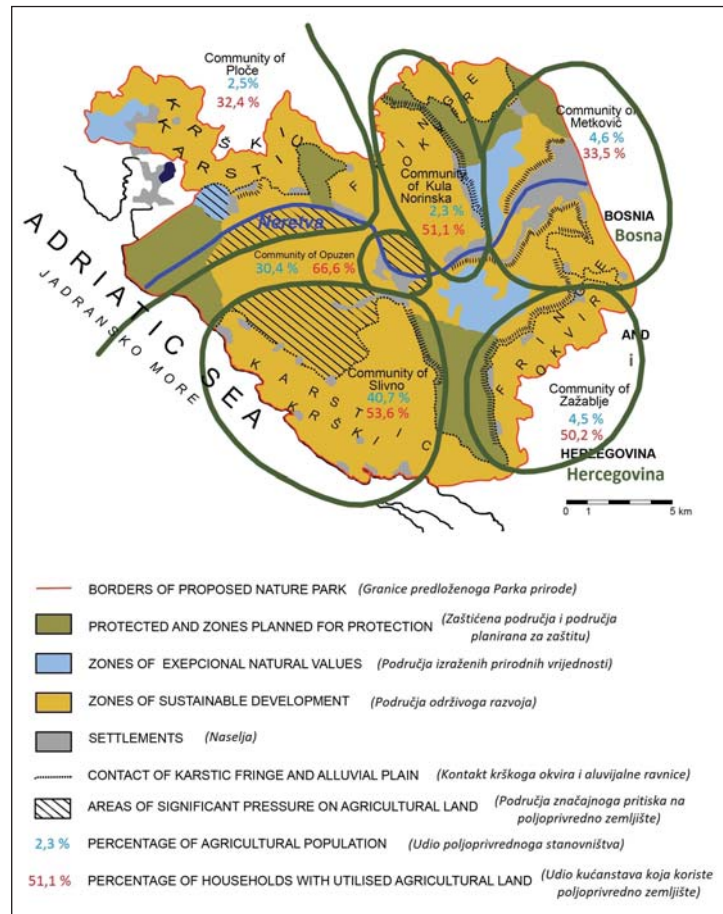 Community of
Ploče
2,5%
32,4 %
KRŠKI
KARSTIC
FRINGE
OKVIR
Community of
Metković
4,6 %
33,5 %
Community
of Kula
Norinska
2,3 %
51,1 %
BOSNIA
Bosna
Neretva
Community of Opuzen
30,4 % 66,6 %
ADRIATIC SEA
JADRANSKO MORE
FRINGE
OKVIR
AND
i
Community of
Slivno
40,7 %
53,6 %
KARSTIC
KRŠKI
Community of
Zažablje
4,5 %
50,2 %
HERZEGOVINA
Hercegovina
0 1 5 km
BORDERS OF PROPOSED NATURE PARK (Granice predloženoga Parka prirode)
PROTECTED AND ZONES PLANNED FOR PROTECTION (Zaštićena područja i područja
planirana za zaštitu)
ZONES OF EXEPCIONAL NATURAL VALUES (Područja izraženih prirodnih vrijednosti)
ZONES OF SUSTAINABLE DEVELOPMENT (Područja održivoga razvoja)
SETTLEMENTS (Naselja)
CONTACT OF KARSTIC FRINGE AND ALLUVIAL PLAIN (Kontakt krškoga okvira i aluvijalne ravnice)
AREAS OF SIGNIFICANT PRESSURE ON AGRICULTURAL LAND (Područja značajnoga pritiska na
poljoprivredno zemljište)
2,3 % PERCENTAGE OF AGRICULTURAL POPULATION (Udio poljoprivrednoga stanovništva)
51,1 % PERCENTAGE OF HOUSEHOLDS WITH UTILISED AGRICULTURAL LAND (Udio kućanstava koja koriste
poljoprivredno zemljište)